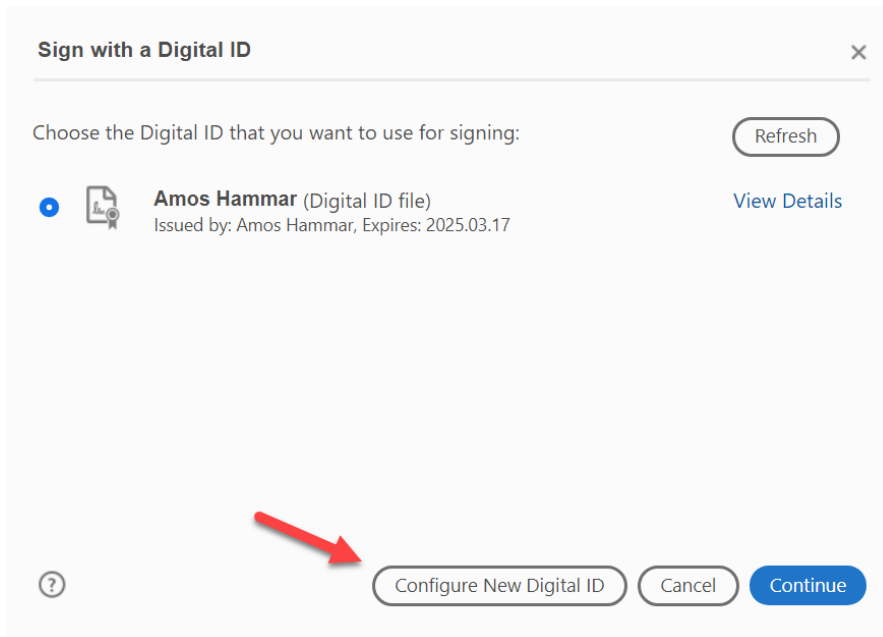 Sign with a Digital ID
Choose the Digital ID that you want to use for signing:
Refresh
Amos Hammar (Digital ID file)
View Details
Issued by: Amos Hammar, Expires: 2025.03.17
?
Configure New Digital ID
Cancel
Continue